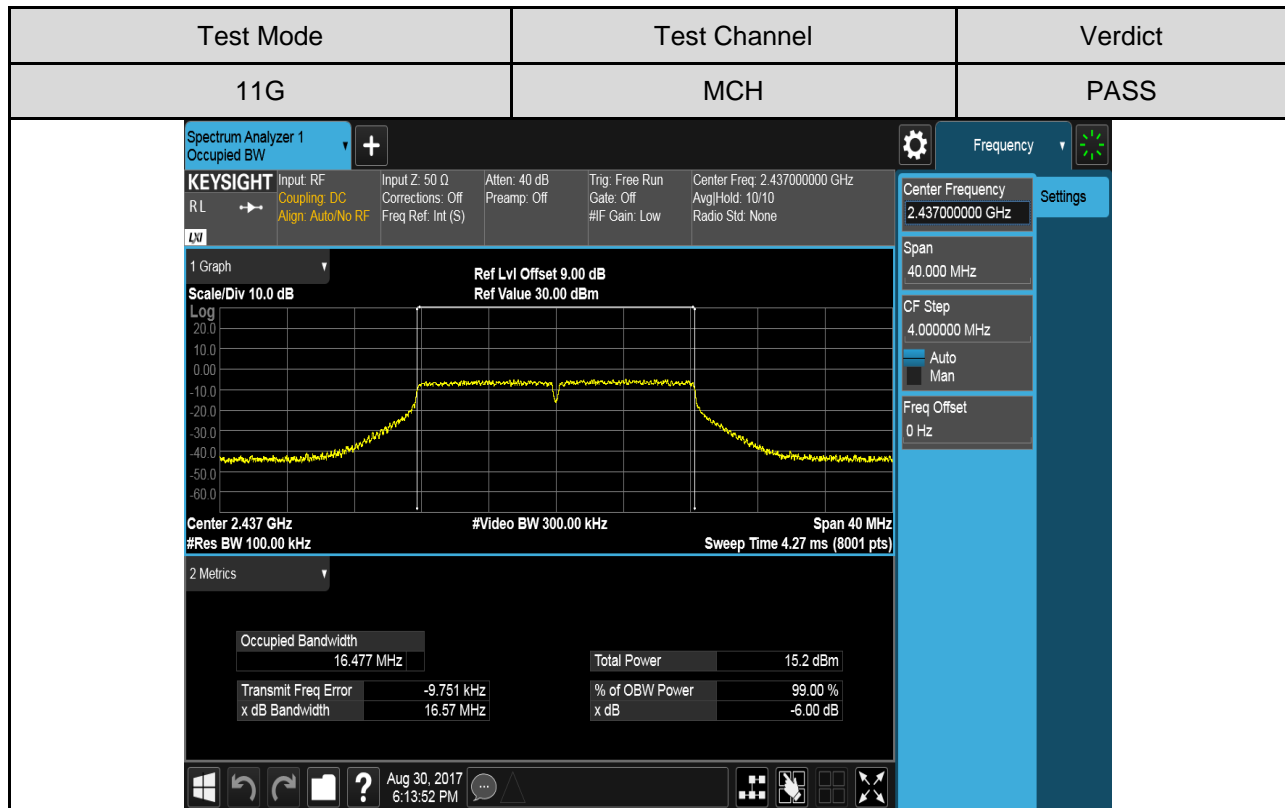 Test Mode Test Channel Verdict
11G MCH PASS
Spectrum Analyzer 1
Occupied BW
Frequency
KEYSIGHT
RL
LXI
Input: RF
Coupling: DC
Align: Auto/No RF
Input Z: 50 Ω
Corrections: Off
Freq Ref: Int (S)
Atten: 40 dB
Preamp: Off
Trig: Free Run
Gate: Off
#IF Gain: Low
Center Freq: 2.437000000 GHz
Avg|Hold: 10/10
Radio Std: None
Center Frequency
2.437000000 GHz
Settings
Span
40.000 MHz
CF Step
4.000000 MHz
Auto
Man
Freq Offset
0 Hz
1 Graph
Scale/Div 10.0 dB
Ref Lvl Offset 9.00 dB
Ref Value 30.00 dBm
Log
20.0
10.0
0.00
-10.0
-20.0
-30.0
-40.0
-50.0
-60.0
Center 2.437 GHz
#Res BW 100.00 kHz
#Video BW 300.00 kHz
Span 40 MHz
Sweep Time 4.27 ms (8001 pts)
2 Metrics
Occupied Bandwidth
16.477 MHz
Total Power 15.2 dBm
Transmit Freq Error -9.751 kHz
% of OBW Power 99.00 %
x dB Bandwidth 16.57 MHz
x dB -6.00 dB
?
Aug 30, 2017
6:13:52 PM